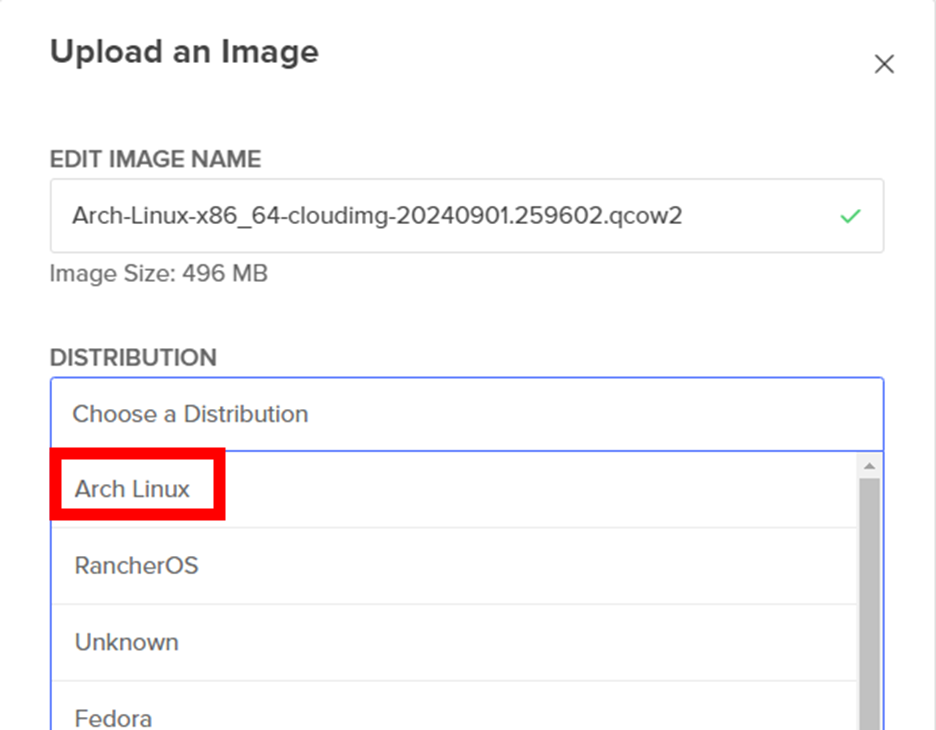 Upload an Image
EDIT IMAGE NAME
Arch-Linux-x86_64-cloudimg-20240901.259602.qcow2
Image Size: 496 MB
DISTRIBUTION
Choose a Distribution
Arch Linux
RancherOS
Unknown
Fedora